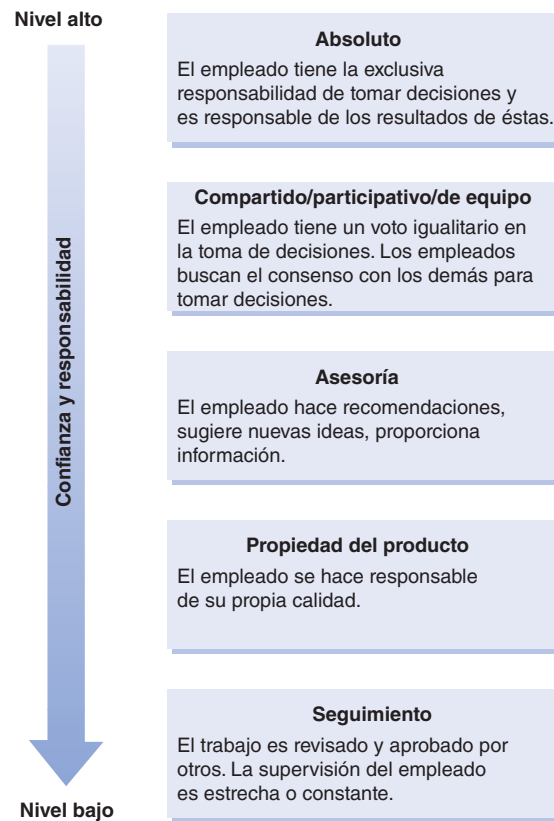 Nivel alto
Confianza y responsabilidad
Absoluto
El empleado tiene la exclusiva
responsabilidad de tomar decisiones y
es responsable de los resultados de éstas.
Compartido/participativo/de equipo
El empleado tiene un voto igualitario en
la toma de decisiones. Los empleados
buscan el consenso con los demás para
tomar decisiones.
Asesoría
El empleado hace recomendaciones,
sugiere nuevas ideas, proporciona
información.
Propiedad del producto
El empleado se hace responsable
de su propia calidad.
Seguimiento
El trabajo es revisado y aprobado por
otros. La supervisión del empleado
es estrecha o constante.
Nivel bajo